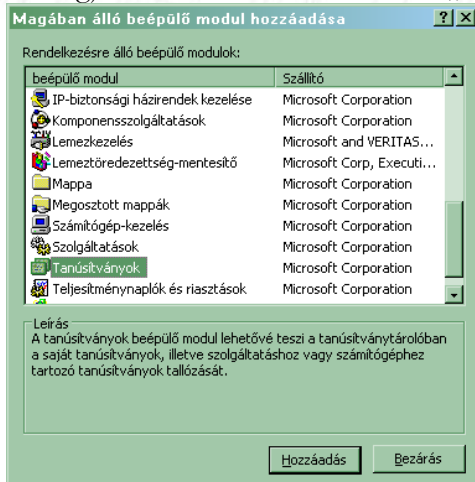 Magában álló beépülő modul hozzáadása
Rendelkezésre álló beépülő modulok:
beépülő modul Szállító
IP-biztonsági házirendek kezelése Microsoft Corporation
Komponensszolgáltatások Microsoft Corporation
Lemezkezelés Microsoft and VERITAS...
Lemeztöredezettség-mentesítő Microsoft Corp, Executi...
Mappa Microsoft Corporation
Megosztott mappák Microsoft Corporation
Számítógép-kezelés Microsoft Corporation
Szolgáltatások Microsoft Corporation
Tanúsítványok Microsoft Corporation
Teljesítménynaplók és riasztások Microsoft Corporation
Leírás
A tanúsítványok beépülő modul lehetővé teszi a tanúsítványtárolóban
a saját tanúsítványok, illetve szolgáltatáshoz vagy számítógéphez
tartozó tanúsítványok tallózását.
Hozzáadás Bezárás